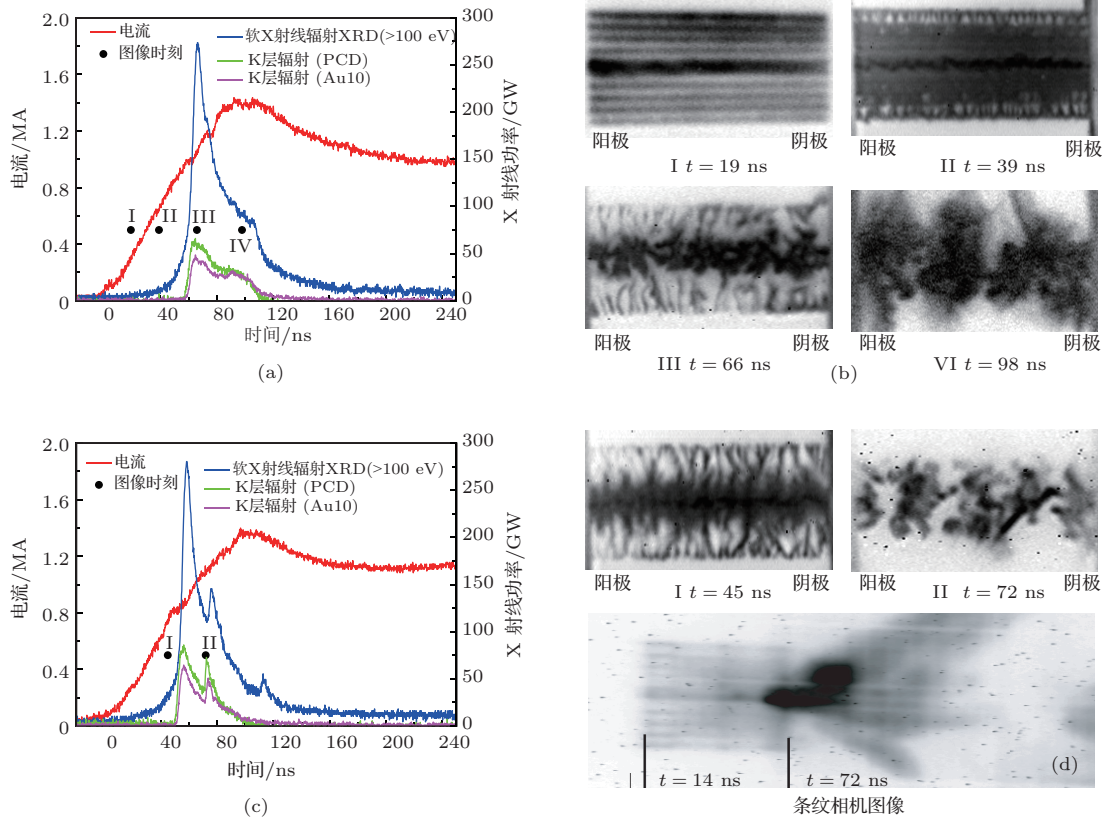 电流
图像时刻
软X射线辐射XRD(>100 eV)
K层辐射 (PCD)
K层辐射 (Au10)
I
II
III
IV
2.0
1.6
1.2
0.8
0.4
0
300
250
200
150
100
50
0
电流/MA
X 射线功率/GW
0 40 80 120 160 200 240
时间/ns
(a)
阳极 阴极
I t = 19 ns
阳极 阴极
II t = 39 ns
阳极 阴极
III t = 66 ns
阳极 阴极
VI t = 98 ns
(b)
电流
图像时刻
软X射线辐射XRD(>100 eV)
K层辐射 (PCD)
K层辐射 (Au10)
I
II
2.0
1.6
1.2
0.8
0.4
0
300
250
200
150
100
50
0
电流/MA
X 射线功率/GW
0 40 80 120 160 200 240
时间/ns
(c)
阳极 阴极
I t = 45 ns
阳极 阴极
II t = 72 ns
t = 14 ns
t = 72 ns
(d)
条纹相机图像